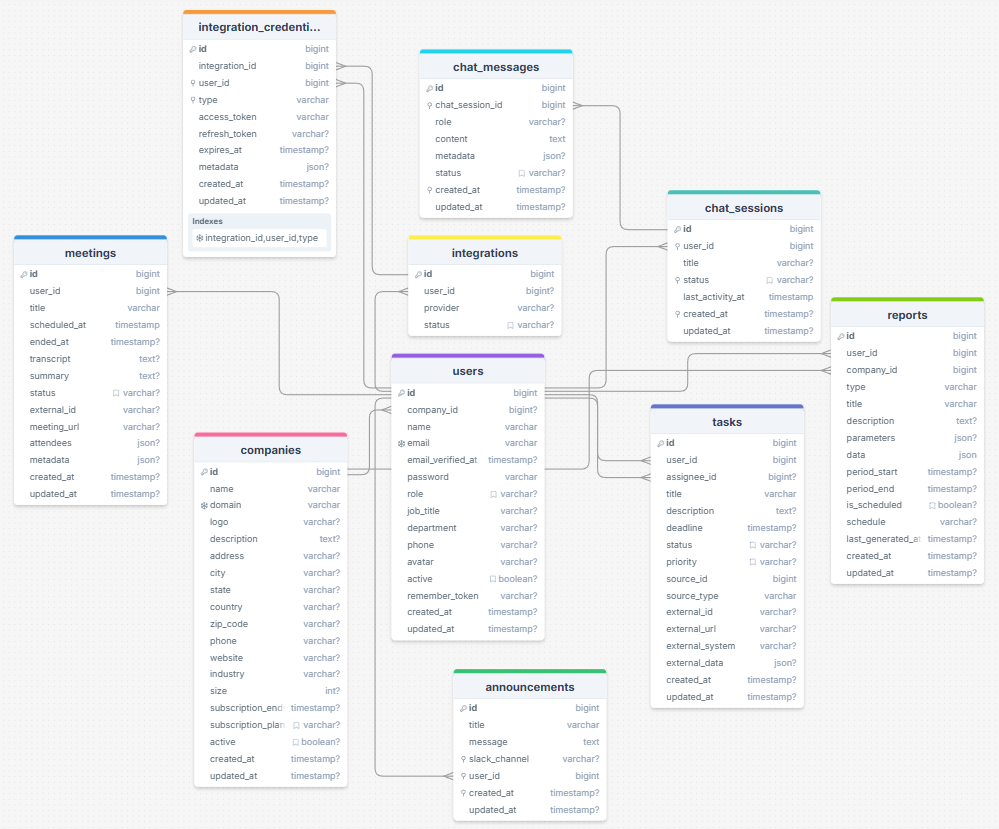 integration_credenti...
id bigint
integration_id bigint
user_id bigint
type varchar
access_token varchar
refresh_token varchar?
expires_at timestamp?
metadata json?
created_at timestamp?
updated_at timestamp?
Indexes
integration_id,user_id,type
chat_messages
id bigint
chat_session_id bigint
role varchar?
content text
metadata json?
status varchar?
created_at timestamp?
updated_at timestamp?
chat_sessions
id bigint
user_id bigint
title varchar?
status varchar?
last_activity_at timestamp
created_at timestamp?
updated_at timestamp?
meetings
id bigint
user_id bigint
title varchar
scheduled_at timestamp
ended_at timestamp?
transcript text?
summary text?
status varchar?
external_id varchar?
meeting_url varchar?
attendees json?
metadata json?
created_at timestamp?
updated_at timestamp?
integrations
id bigint
user_id bigint?
provider varchar?
status varchar?
reports
id bigint
user_id bigint
company_id bigint
type varchar
title varchar
description text?
parameters json?
data json
period_start timestamp?
period_end timestamp?
is_scheduled boolean?
schedule varchar?
last_generated_at timestamp?
created_at timestamp?
updated_at timestamp?
users
id bigint
company_id bigint?
name varchar
email varchar
email_verified_at timestamp?
password varchar
role varchar?
job_title varchar?
department varchar?
phone varchar?
avatar varchar?
active boolean?
remember_token varchar?
created_at timestamp?
updated_at timestamp?
tasks
id bigint
user_id bigint
assignee_id bigint?
title varchar
description text?
deadline timestamp?
status varchar?
priority varchar?
source_id bigint
source_type varchar
external_id varchar?
external_url varchar?
external_system varchar?
external_data json?
created_at timestamp?
updated_at timestamp?
companies
id bigint
name varchar
domain varchar
logo varchar?
description text?
address varchar?
city varchar?
state varchar?
country varchar?
zip_code varchar?
phone varchar?
website varchar?
industry varchar?
size int?
subscription_end timestamp?
subscription_plan varchar?
active boolean?
created_at timestamp?
updated_at timestamp?
announcements
id bigint
title varchar
message text
slack_channel varchar?
user_id bigint
created_at timestamp?
updated_at timestamp?